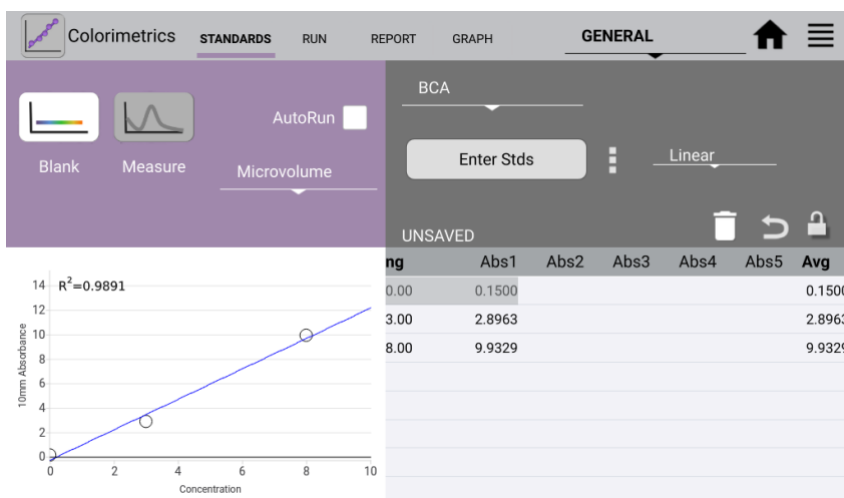 Colorimetrics STANDARDS RUN REPORT GRAPH GENERAL
BCA
AutoRun
Enter Stds Linear
Blank Measure Microvolume
UNSAVED
ng Abs1 Abs2 Abs3 Abs4 Abs5 Avg
0.00 0.1500 0.1500
3.00 2.8963 2.8963
8.00 9.9329 9.9329
R²=0.9891
14
12
10
8
6
4
2
0
10mm Absorbance
0 2 4 6 8 10
Concentration